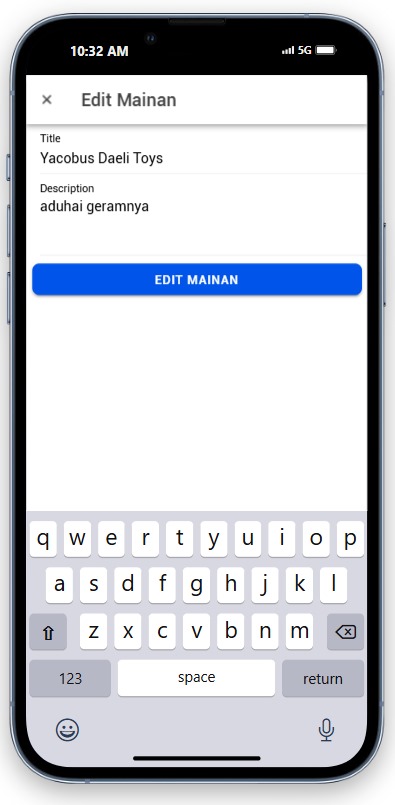 10:32 AM
5G
Edit Mainan
Title
Yacobus Daeli Toys
Description
aduhai geramnya
EDIT MAINAN
q w e r t y u i o p
a s d f g h j k l
z x c v b n m
123 space return